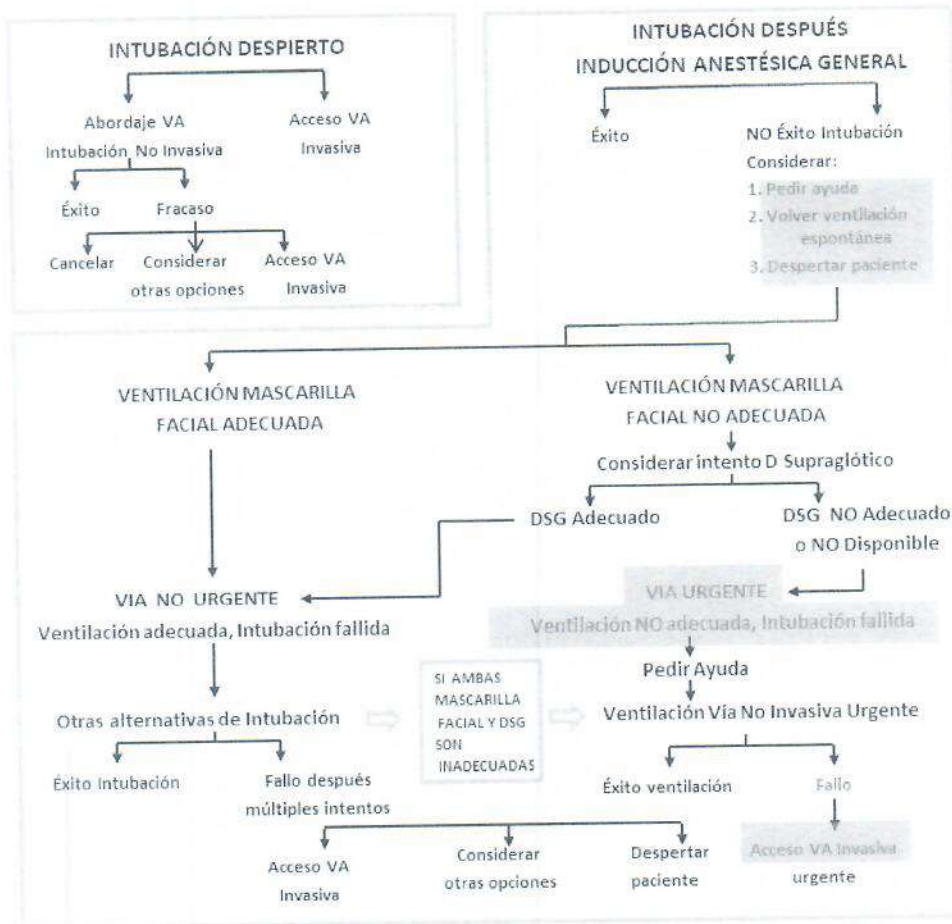 INTUBACIÓN DESPIERTO
Abordaje VA
Intubación No Invasiva
Acceso VA
Invasiva
Éxito
Fracaso
Cancelar
Considerar
otras opciones
Acceso VA
Invasiva
INTUBACIÓN DESPUÉS
INDUCCIÓN ANESTÉSICA GENERAL
Éxito
NO Éxito Intubación
Considerar:
1. Pedir ayuda
2. Volver ventilación
espontánea
3. Despertar paciente
VENTILACIÓN MASCARILLA
FACIAL ADECUADA
VENTILACIÓN MASCARILLA
FACIAL NO ADECUADA
Considerar intento D Supraglótico
DSG Adecuado
DSG NO Adecuado
o NO Disponible
VIA NO URGENTE
Ventilación adecuada, Intubación fallida
VIA URGENTE
Ventilación NO adecuada, Intubación fallida
Pedir Ayuda
Otras alternativas de Intubación
SI AMBAS
MASCARILLA
FACIAL Y DSG
SON
INADECUADAS
Ventilación Vía No Invasiva Urgente
Éxito Intubación
Fallo después
múltiples intentos
Éxito ventilación
Fallo
Acceso VA
Invasiva
Considerar
otras opciones
Despertar
paciente
Acceso VA Invasiva
urgente